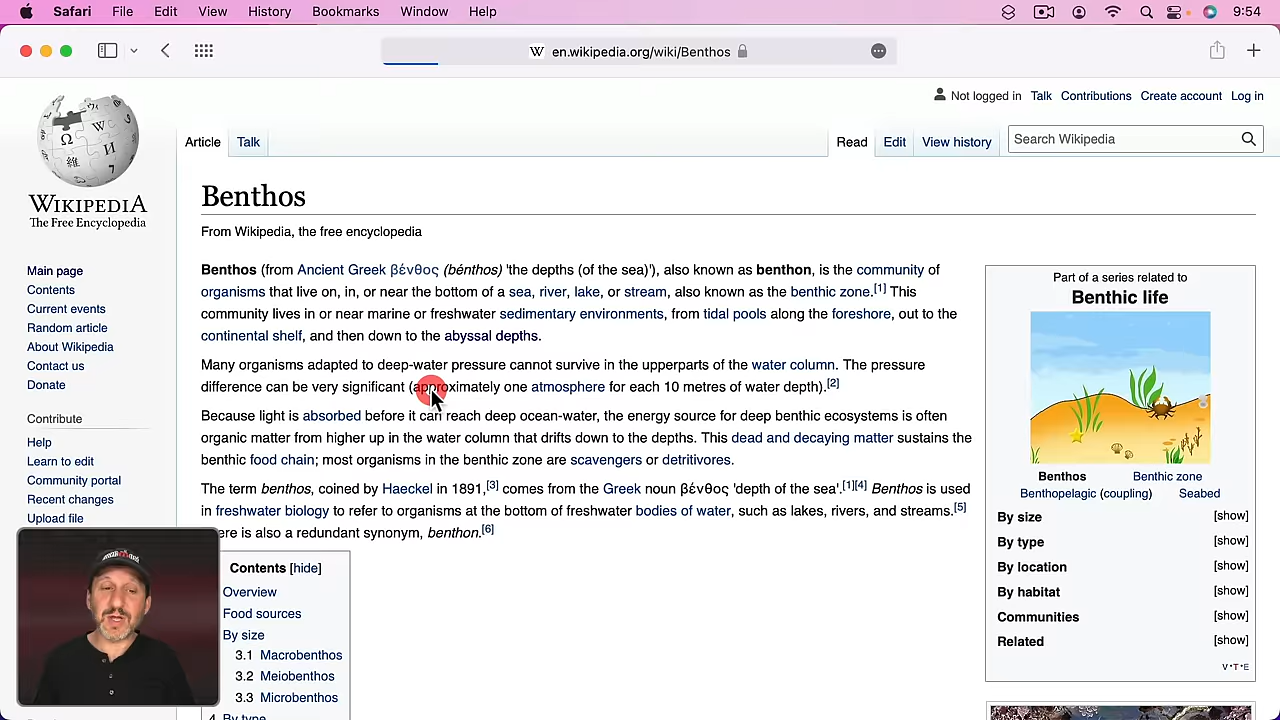 Safari File Edit View History Bookmarks Window Help 9:54
W en.wikipedia.org/wiki/Benthos
Not logged in Talk Contributions Create account Log in
Article Talk Read Edit View history Search Wikipedia
WIKIPEDIA
The Free Encyclopedia
Main page
Contents
Current events
Random article
About Wikipedia
Contact us
Donate
Contribute
Help
Learn to edit
Community portal
Recent changes
Upload file
Benthos
From Wikipedia, the free encyclopedia
Benthos (from Ancient Greek βένθος (bénthos) 'the depths (of the sea)'), also known as benthon, is the community of
organisms that live on, in, or near the bottom of a sea, river, lake, or stream, also known as the benthic zone.[1] This
community lives in or near marine or freshwater sedimentary environments, from tidal pools along the foreshore, out to the
continental shelf, and then down to the abyssal depths.
Many organisms adapted to deep-water pressure cannot survive in the upperparts of the water column. The pressure
difference can be very significant (approximately one atmosphere for each 10 metres of water depth).[2]
Because light is absorbed before it can reach deep ocean-water, the energy source for deep benthic ecosystems is often
organic matter from higher up in the water column that drifts down to the depths. This dead and decaying matter sustains the
benthic food chain; most organisms in the benthic zone are scavengers or detritivores.
The term benthos, coined by Haeckel in 1891,[3] comes from the Greek noun βένθος 'depth of the sea'.[1][4] Benthos is used
in freshwater biology to refer to organisms at the bottom of freshwater bodies of water, such as lakes, rivers, and streams.[5]
There is also a redundant synonym, benthon.[6]
Contents [hide]
Overview
Food sources
By size
3.1 Macrobenthos
3.2 Meiobenthos
3.3 Microbenthos
4 By type
Part of a series related to
Benthic life
Benthos Benthic zone
Benthopelagic (coupling) Seabed
By size [show]
By type [show]
By location [show]
By habitat [show]
Communities [show]
Related [show]
V·T·E